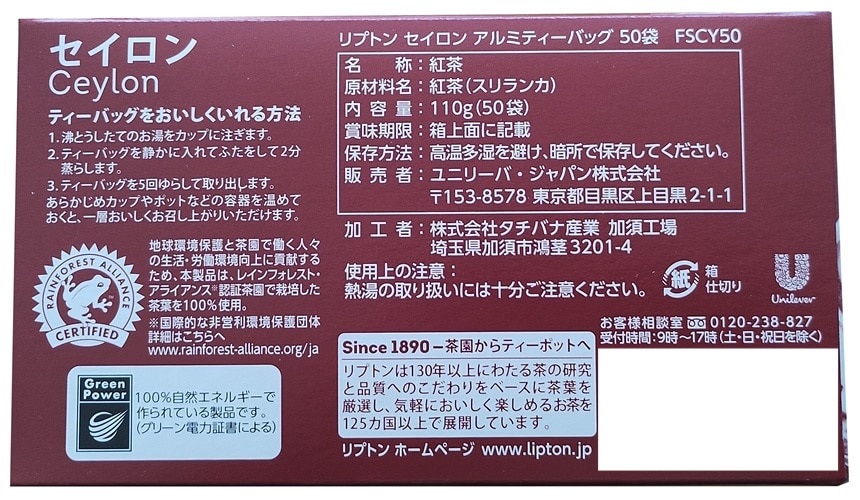 セイロン
Ceylon
ティーバッグをおいしくいれる方法
1. 沸とうしたてのお湯をカップに注ぎます。
2. ティーバッグを静かに入れてふたをして2分
蒸らします。
3. ティーバッグを5回ゆらして取り出します。
あらかじめカップやポットなどの容器を温めて
おくと、一層おいしくお召し上がりいただけます。
RAINFOREST ALLIANCE
CERTIFIED
地球環境保護と茶園で働く人々
の生活・労働環境向上に貢献する
ため、本製品は、レインフォレスト・
アライアンス※認証茶園で栽培した
茶葉を100%使用。
※国際的な非営利環境保護団体
詳細はこちらへ
www.rainforest-alliance.org/ja
Green
Power
100%自然エネルギーで
作られている製品です。
(グリーン電力証書による)
リプトン セイロン アルミティーバッグ 50袋 FSCY50
名 称:紅茶
原材料名:紅茶(スリランカ)
内 容 量:110g(50袋)
賞味期限:箱上面に記載
保存方法:高温多湿を避け、暗所で保存してください。
販 売 者:ユニリーバ・ジャパン株式会社
〒153-8578 東京都目黒区上目黒2-1-1
加 工 者:株式会社タチバナ産業 加須工場
埼玉県加須市鴻茎3201-4
使用上の注意:
熱湯の取り扱いには十分ご注意ください。
紙
箱
仕切り
Unilever
お客様相談室 0120-238-827
受付時間:9時〜17時(土・日・祝日を除く)
Since 1890−茶園からティーポットへ
リプトンは130年以上にわたる茶の研究
と品質へのこだわりをベースに茶葉を
厳選し、気軽においしく楽しめるお茶を
125カ国以上で展開しています。
リプトン ホームページ www.lipton.jp